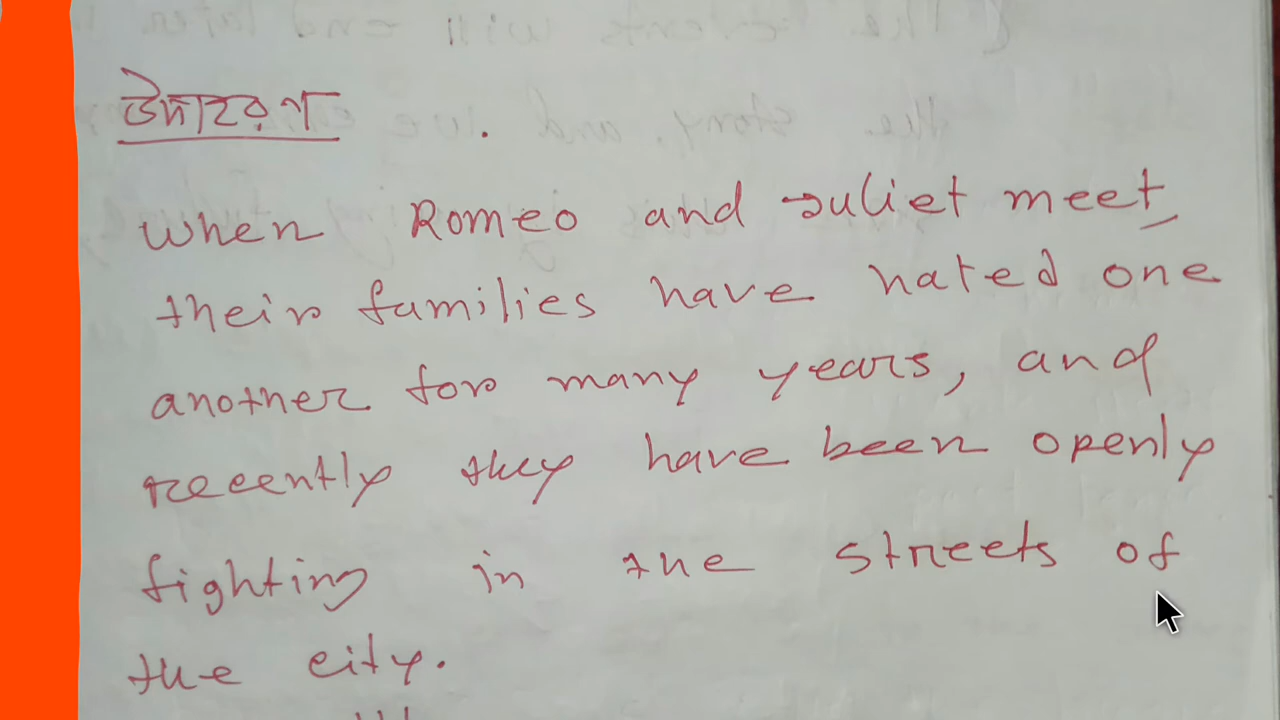 উদাহরণ
When Romeo and Juliet meet,
their families have hated one
another for many years, and
recently they have been openly
fighting in the streets of
the city.